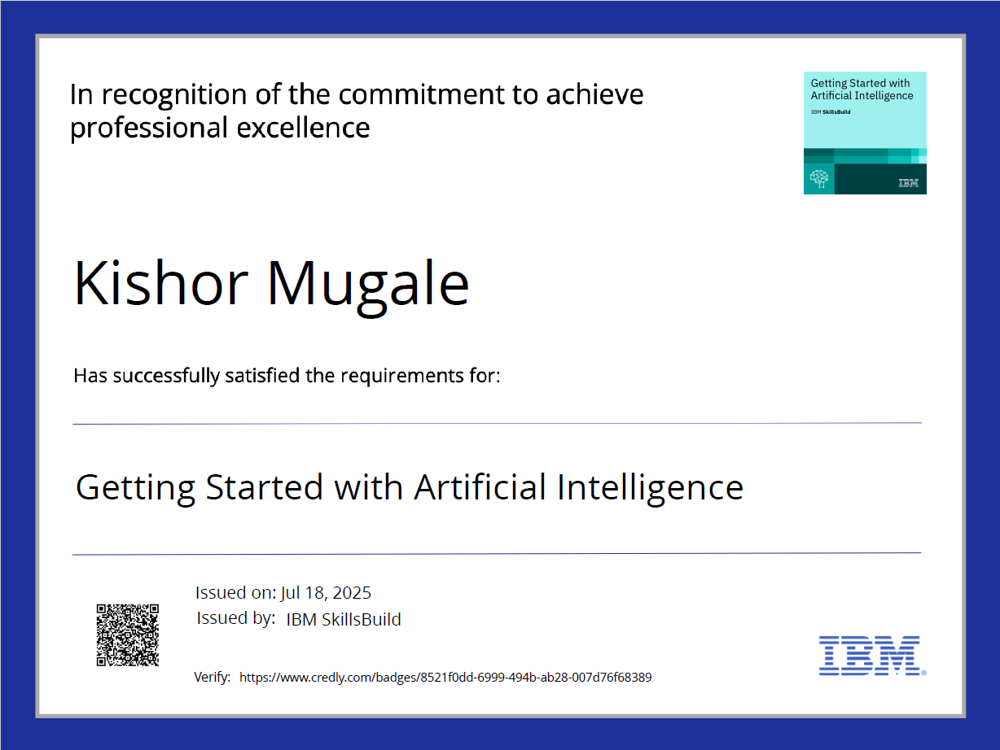 In recognition of the commitment to achieve
professional excellence
Getting Started with
Artificial Intelligence
IBM SkillsBuild
IBM
Kishor Mugale
Has successfully satisfied the requirements for:
Getting Started with Artificial Intelligence
Issued on: Jul 18, 2025
Issued by: IBM SkillsBuild
Verify: https://www.credly.com/badges/8521f0dd-6999-494b-ab28-007d76f68389
IBM®